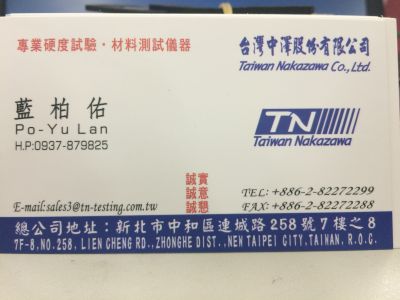 專業硬度試驗·材料測試儀器
台灣中澤股份有限公司
Taiwan Nakazawa Co., Ltd.
藍柏佑
Po-Yu Lan
H.P:0937-879825
TN
Taiwan Nakazawa
誠實
誠意
誠懇
E-mail:sales3@tn-testing.com.tw
TEL: +886-2-82272299
FAX: +886-2-82272288
總公司地址：新北市中和區連城路258號7樓之8
7F-8, NO.258, LIEN CHENG RD., ZHONGHE DIST., NEW TAIPEI CITY, TAIWAN, R.O.C.